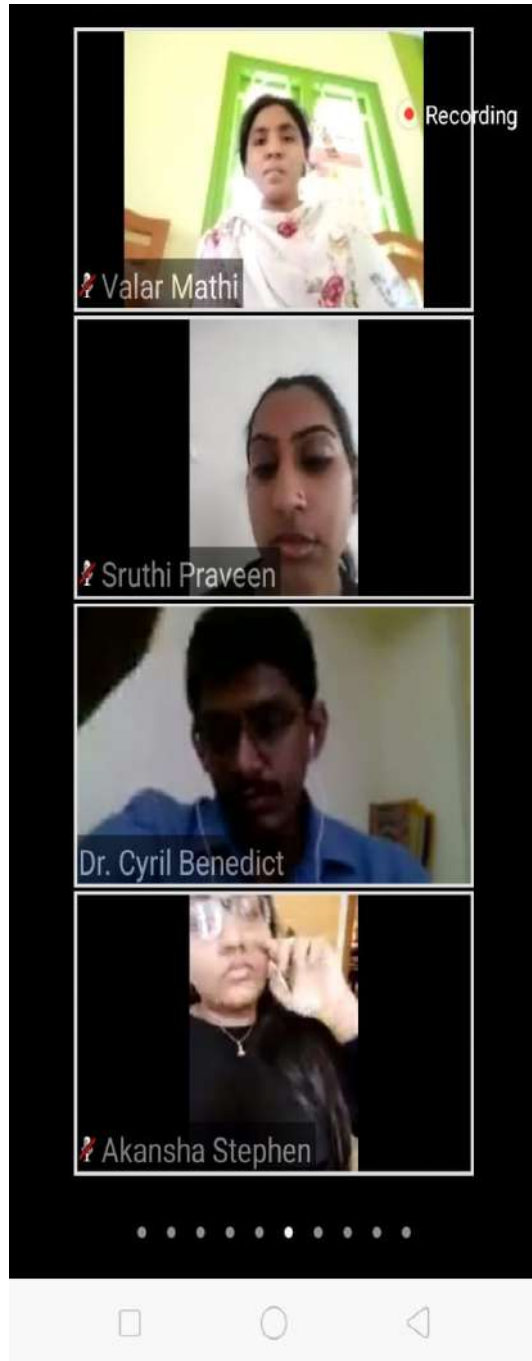 Recording
Valar Mathi
Sruthi Praveen
Dr. Cyril Benedict
Akansha Stephen